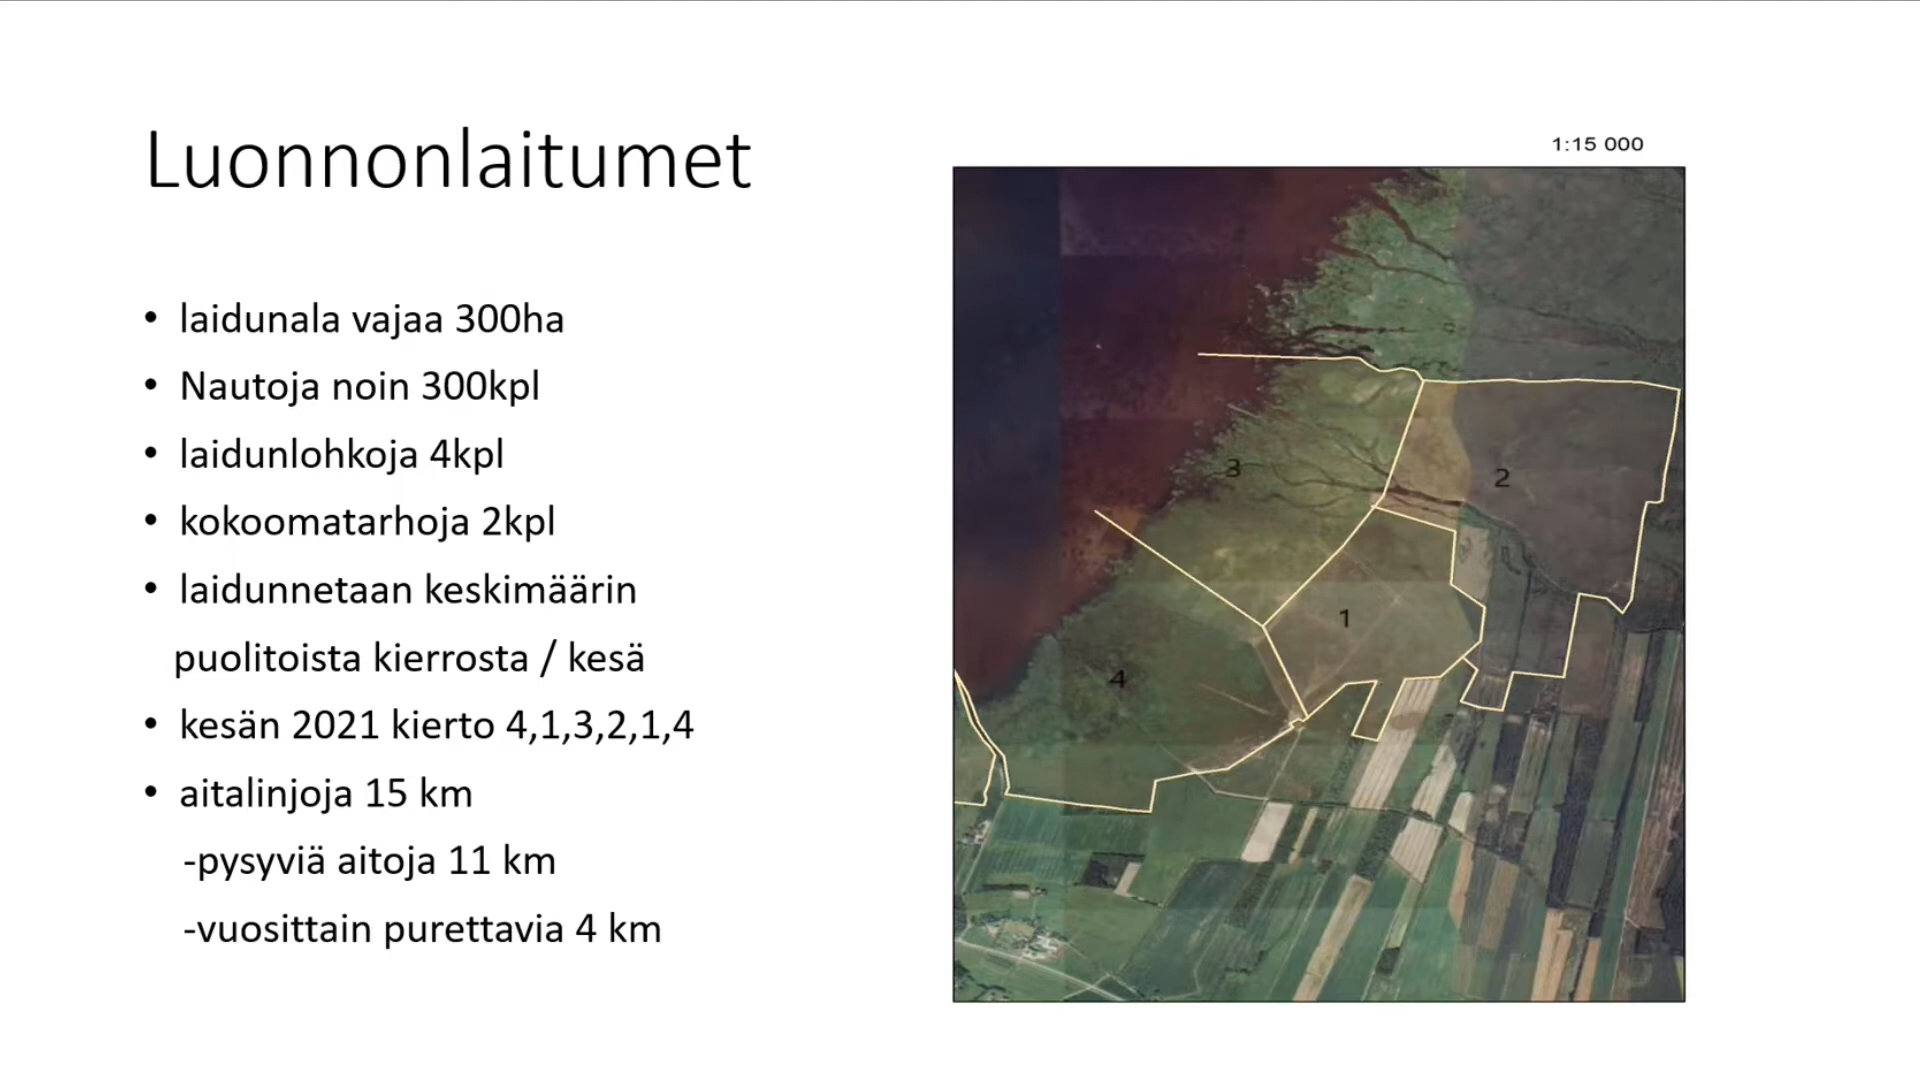 Luonnonlaitumet
• laidunala vajaa 300ha
• Nautoja noin 300kpl
• laidunlohkoja 4kpl
• kokoomatarhoja 2kpl
• laidunnetaan keskimäärin
puolitoista kierrosta / kesä
• kesän 2021 kierto 4,1,3,2,1,4
• aitalinjoja 15 km
-pysyviä aitoja 11 km
-vuosittain purettavia 4 km
1:15 000
3
2
1
4